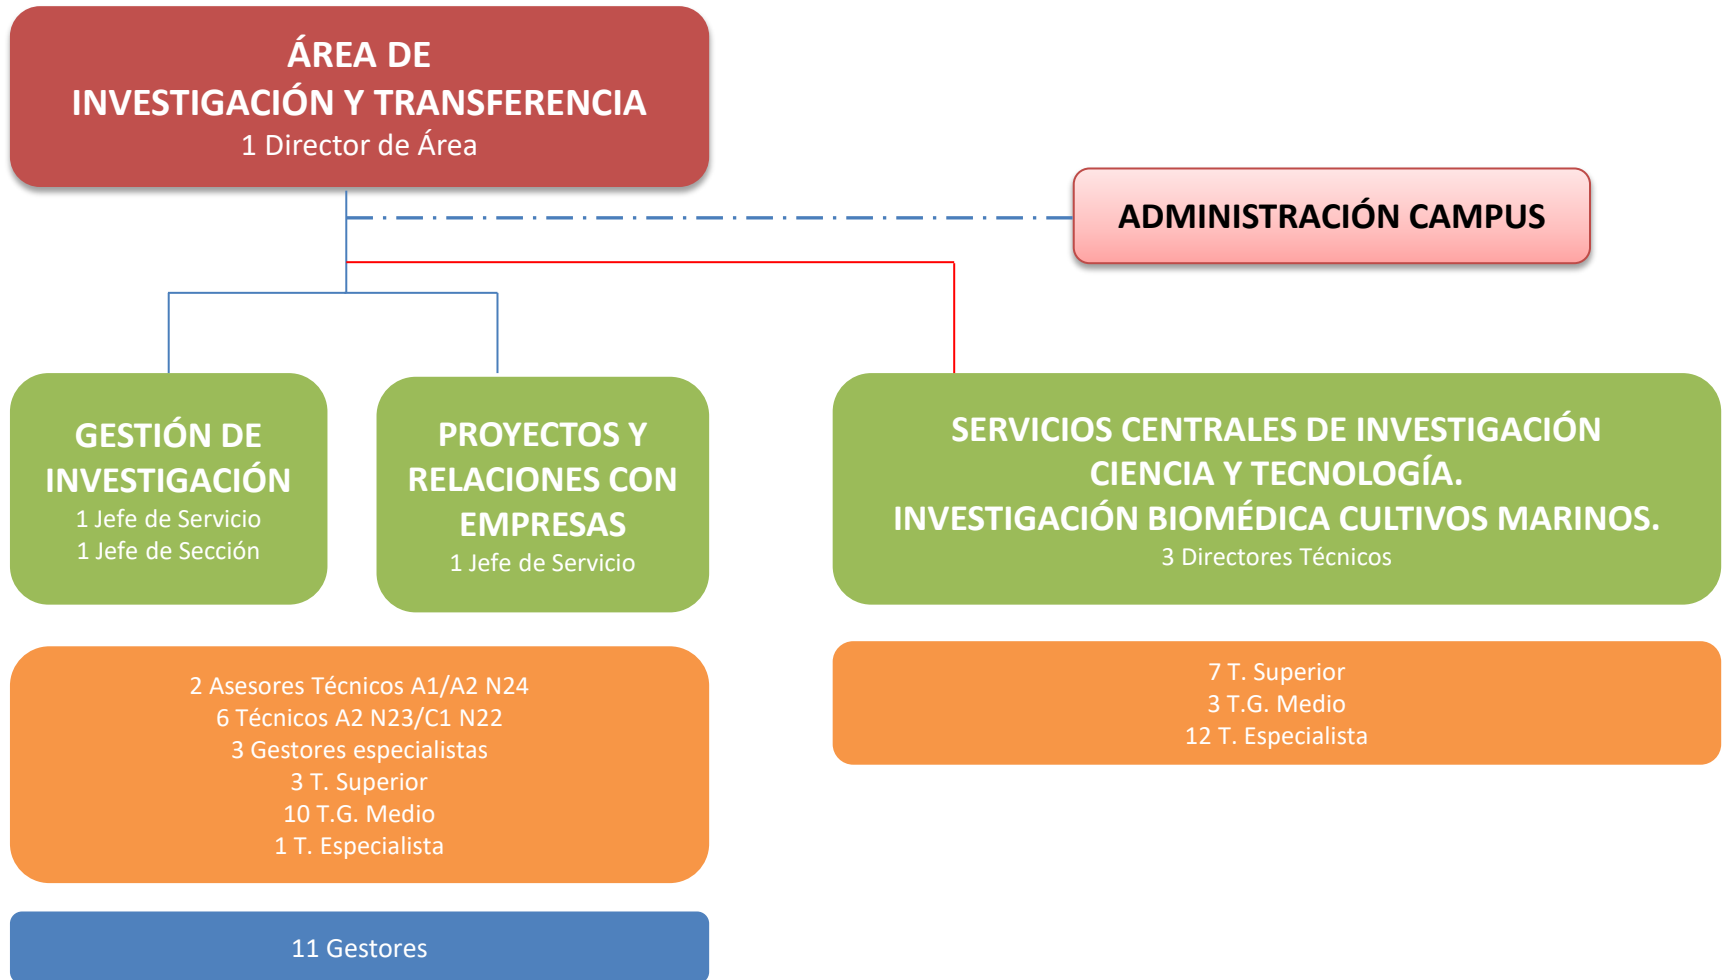 ÁREA DE
INVESTIGACIÓN Y TRANSFERENCIA
1 Director de Área
ADMINISTRACIÓN CAMPUS
GESTIÓN DE
INVESTIGACIÓN
1 Jefe de Servicio
1 Jefe de Sección
PROYECTOS Y
RELACIONES CON
EMPRESAS
1 Jefe de Servicio
SERVICIOS CENTRALES DE INVESTIGACIÓN
CIENCIA Y TECNOLOGÍA.
INVESTIGACIÓN BIOMÉDICA CULTIVOS MARINOS.
3 Directores Técnicos
2 Asesores Técnicos A1/A2 N24
6 Técnicos A2 N23/C1 N22
3 Gestores especialistas
3 T. Superior
10 T.G. Medio
1 T. Especialista
7 T. Superior
3 T.G. Medio
12 T. Especialista
11 Gestores